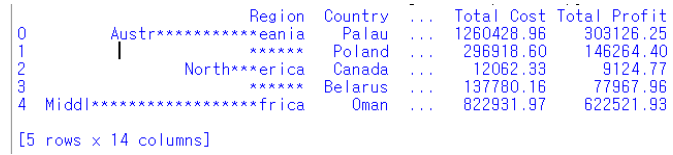 Region Country ... Total Cost Total Profit
0 Austr***********eania Palau ... 1260428.96 303126.25
1 ****** Poland ... 296918.60 146264.40
2 North***erica Canada ... 12062.33 9124.77
3 ****** Belarus ... 137780.16 77967.96
4 Middl******************frica Oman ... 822931.97 622521.93
[5 rows x 14 columns]